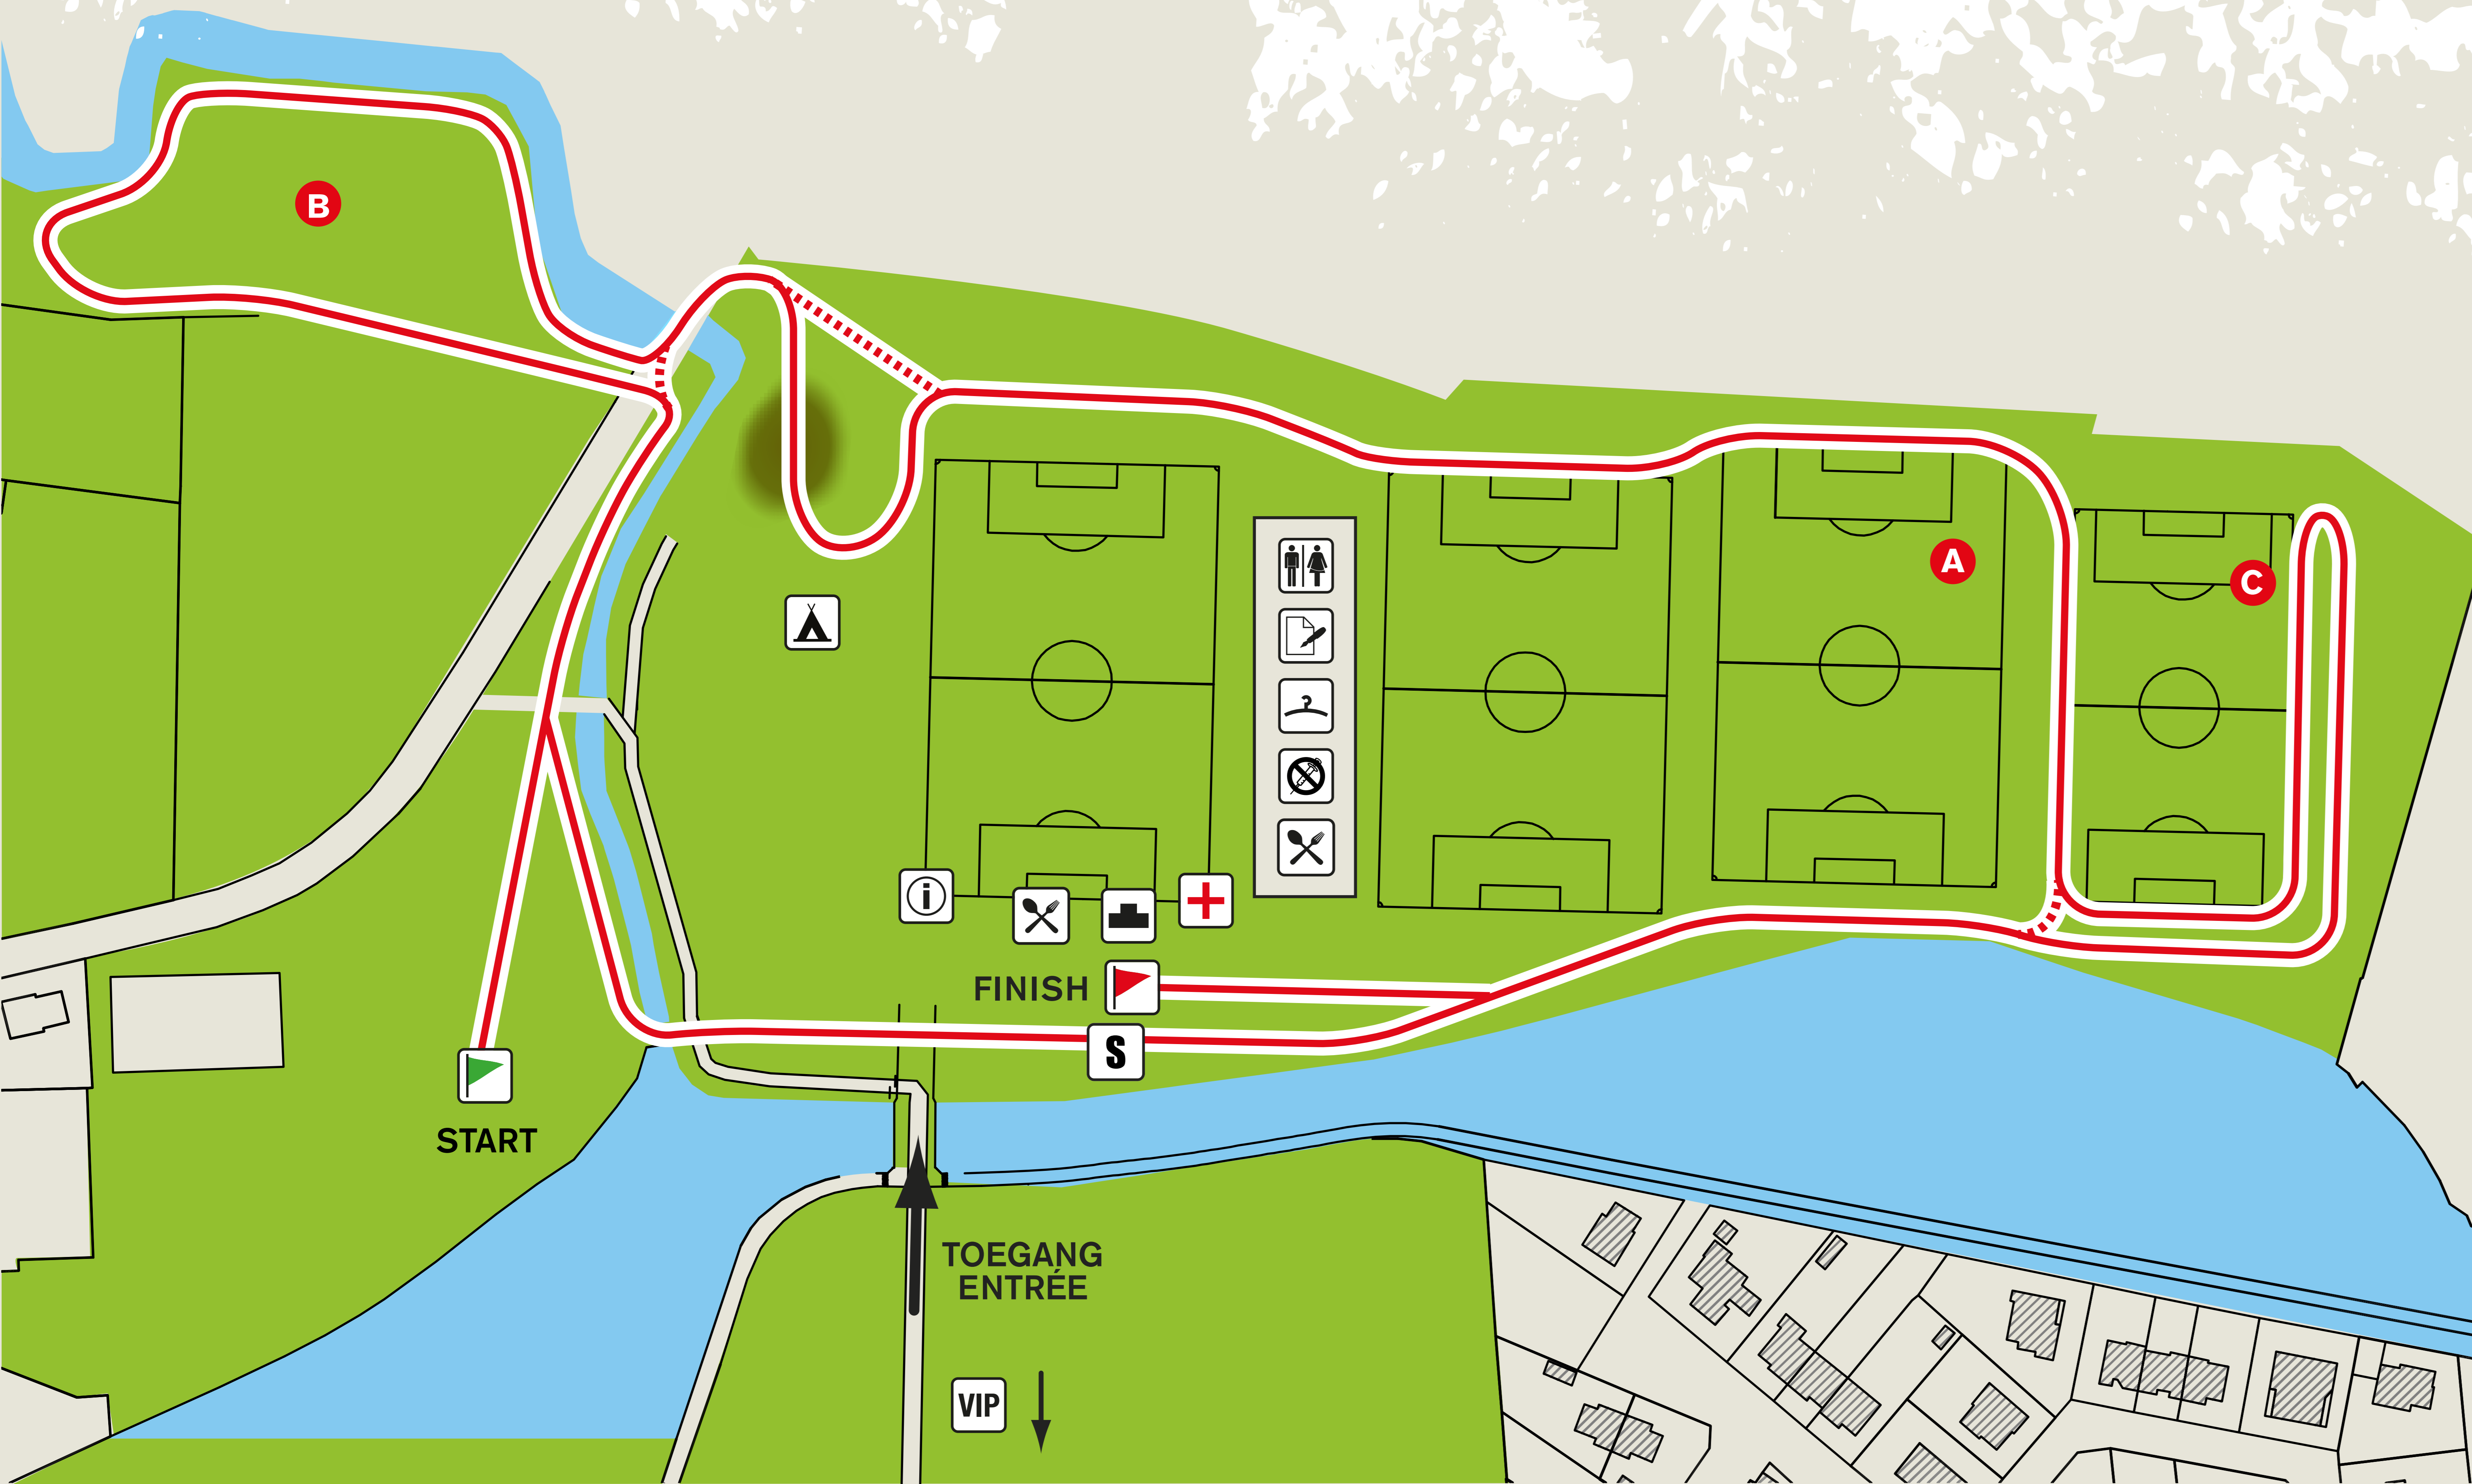 B
A
C
i
FINISH
S
START
TOEGANG
ENTRÉE
VIP